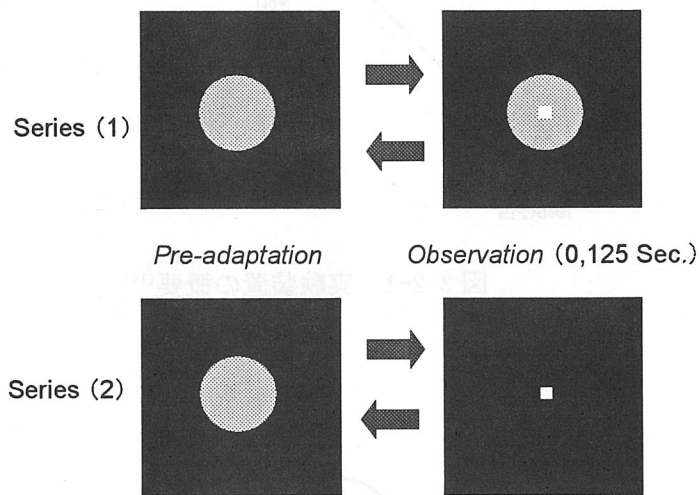 Series (1)
Pre-adaptation
Observation (0,125 Sec.)
Series (2)